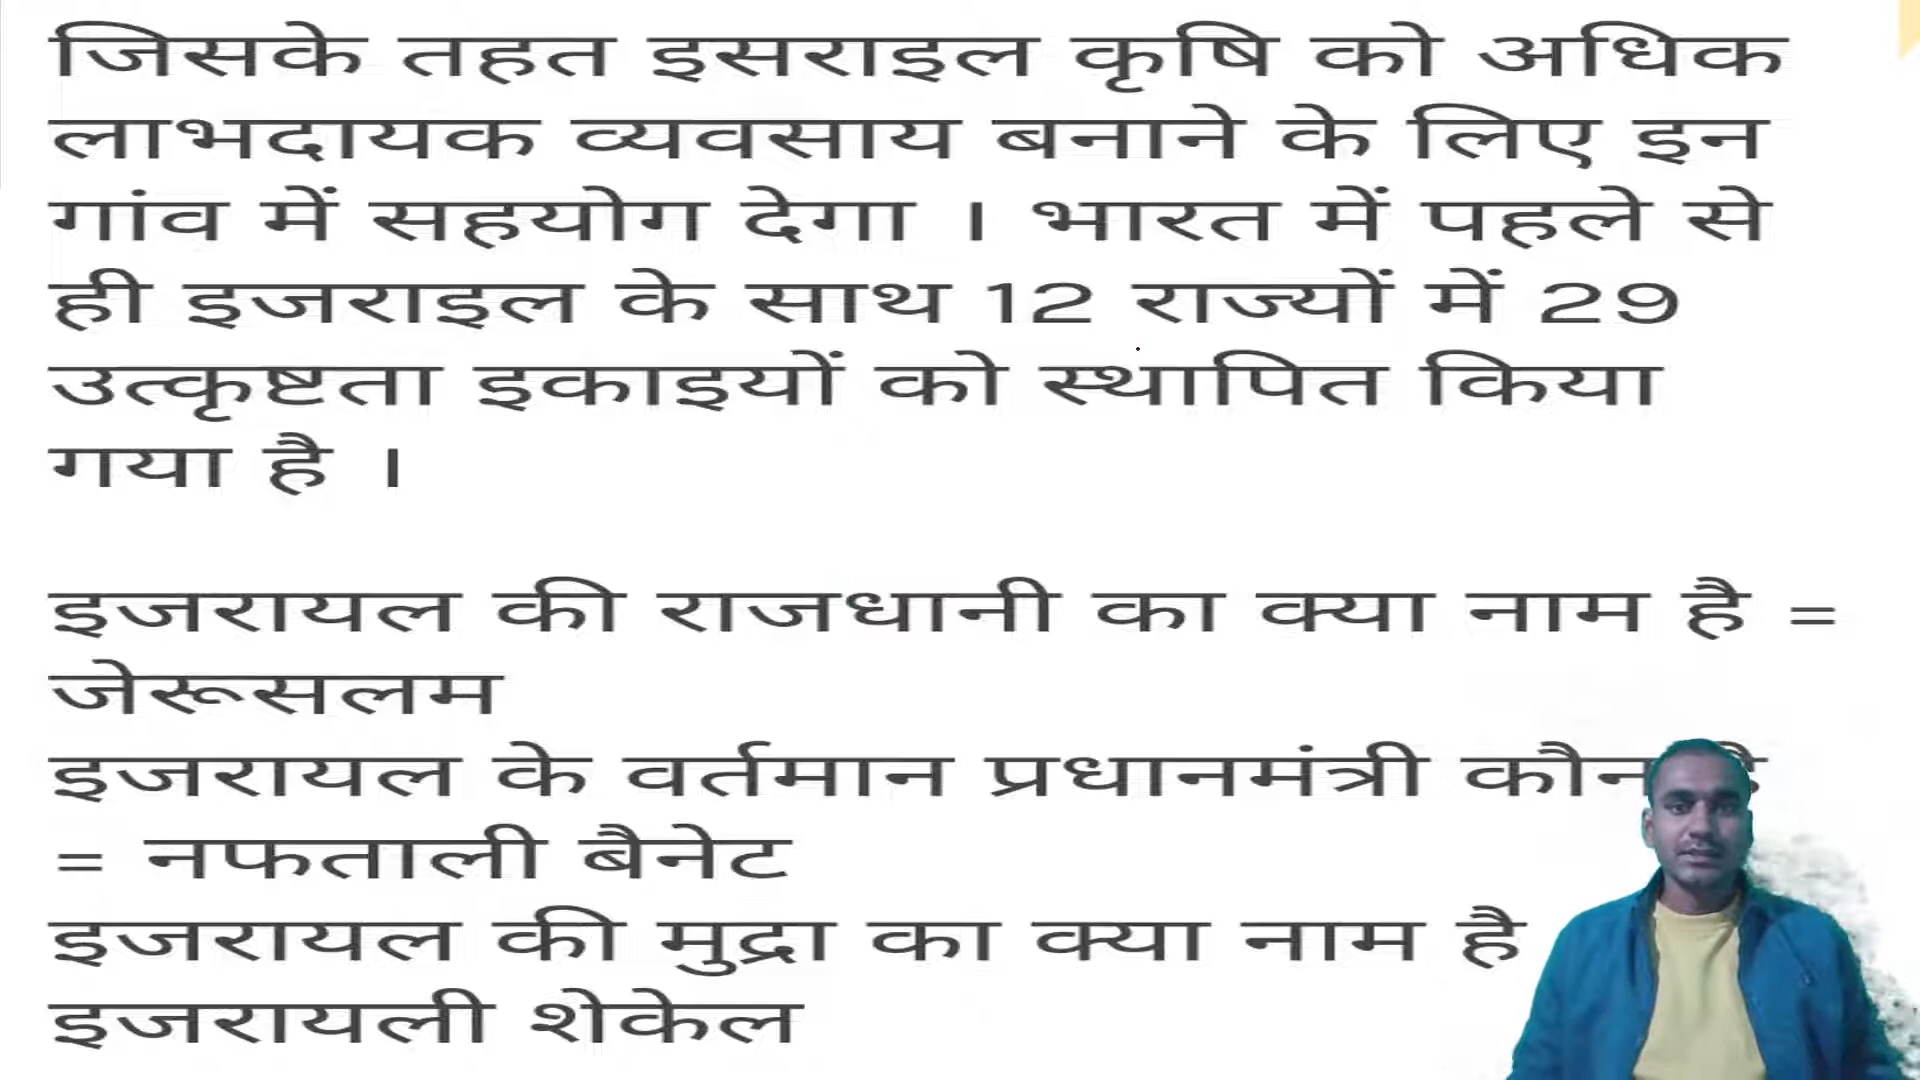 जिसके तहत इसराइल कृषि को अधिक
लाभदायक व्यवसाय बनाने के लिए इन
गांव में सहयोग देगा । भारत में पहले से
ही इजराइल के साथ 12 राज्यों में 29
उत्कृष्टता इकाइयों को स्थापित किया
गया है ।
इजरायल की राजधानी का क्या नाम है =
जेरूसलम
इजरायल के वर्तमान प्रधानमंत्री कौन है
= नफताली बैनेट
इजरायल की मुद्रा का क्या नाम है
इजरायली शेकेल